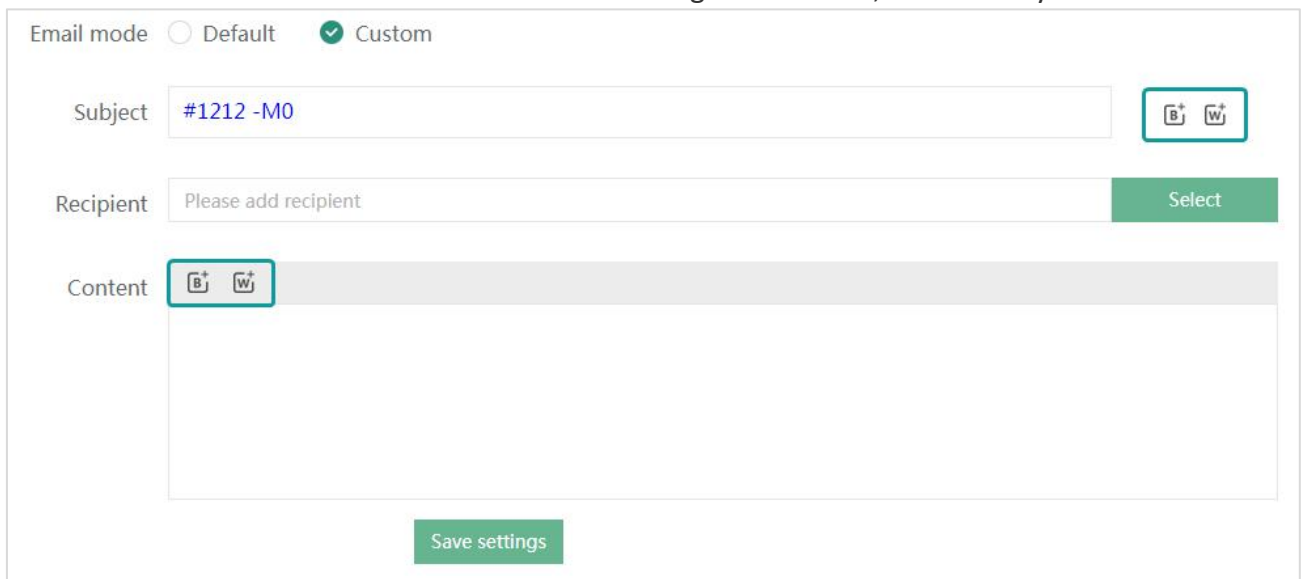 Email mode Default Custom
Subject #1212 -M0 B W
Recipient Please add recipient Select
Content B W
Save settings